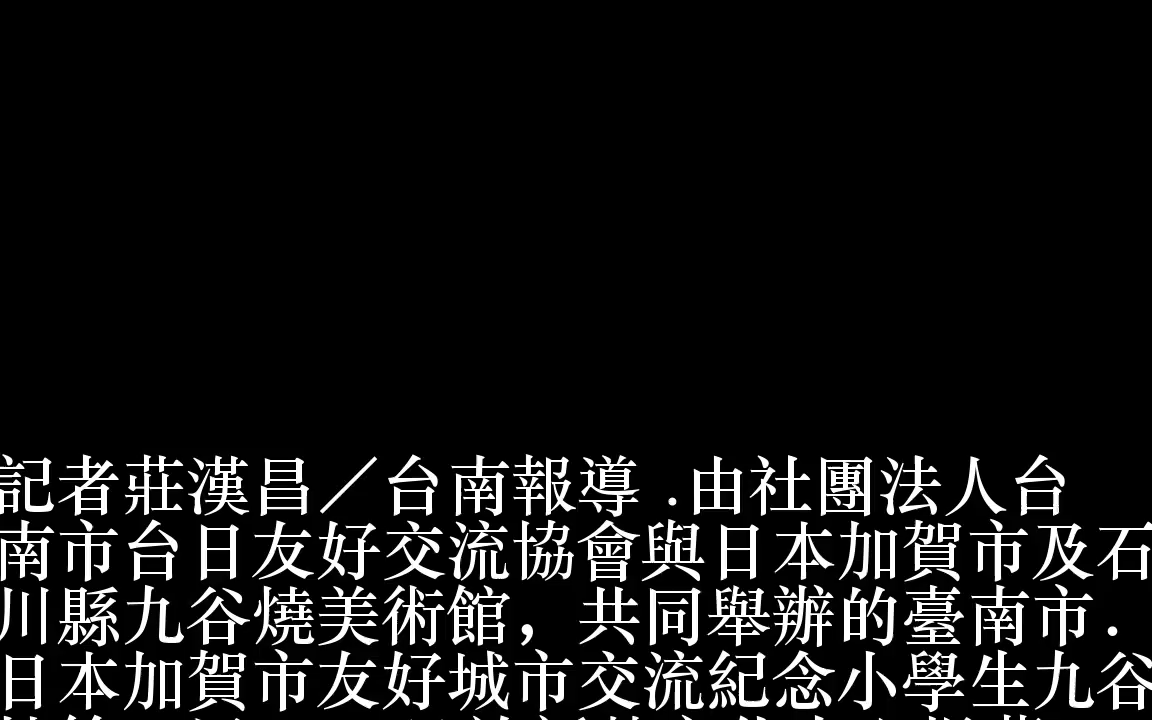 記者莊漢昌／台南報導 .由社團法人台
南市台日友好交流協會與日本加賀市及石
川縣九谷燒美術館，共同舉辦的臺南市.
日本加賀市友好城市交流紀念小學生九谷